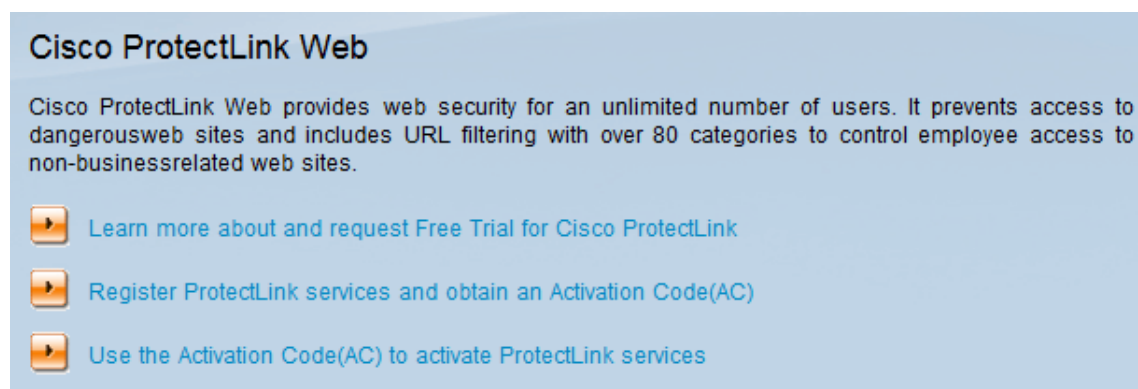 Cisco ProtectLink Web
Cisco ProtectLink Web provides web security for an unlimited number of users. It prevents access to
dangerousweb sites and includes URL filtering with over 80 categories to control employee access to
non-businessrelated web sites.
Learn more about and request Free Trial for Cisco ProtectLink
Register ProtectLink services and obtain an Activation Code(AC)
Use the Activation Code(AC) to activate ProtectLink services